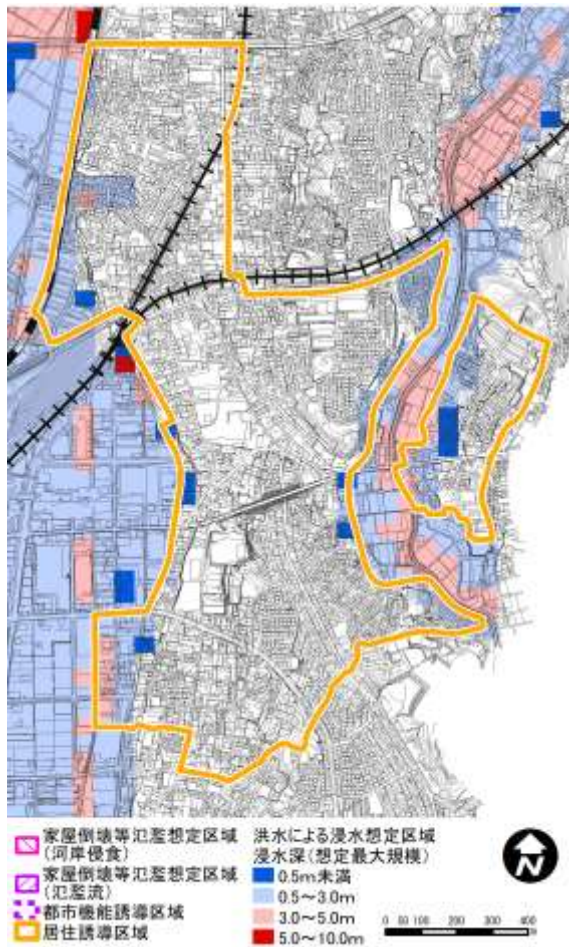 家屋倒壊等氾濫想定区域
(河岸侵食)
家屋倒壊等氾濫想定区域
(氾濫流)
都市機能誘導区域
居住誘導区域
洪水による浸水想定区域
浸水深(想定最大規模)
0.5m未満
0.5~3.0m
3.0~5.0m
5.0~10.0m
N
0 50 100 200 300 400